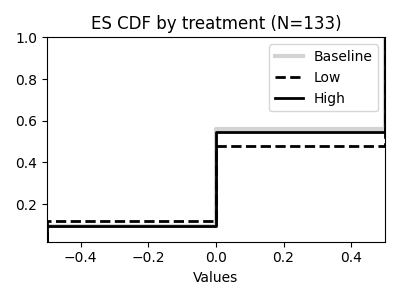 ES CDF by treatment (N=133)
1.0
0.8
0.6
0.4
0.2
Baseline
Low
High
−0.4 −0.2 0.0 0.2 0.4
Values